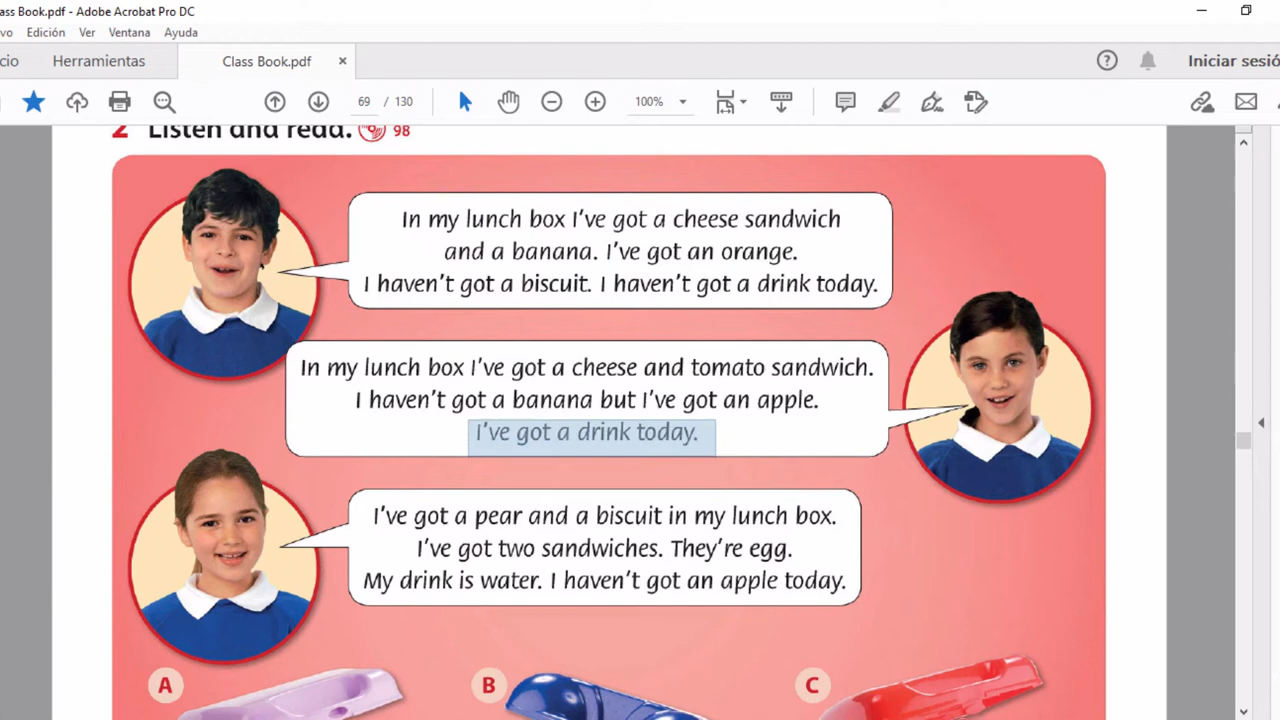 ass Book.pdf - Adobe Acrobat Pro DC
vo Edición Ver Ventana Ayuda
cio Herramientas Class Book.pdf × Iniciar sesió
69 / 130 100%
2 Listen and read. 98
In my lunch box I've got a cheese sandwich
and a banana. I've got an orange.
I haven't got a biscuit. I haven't got a drink today.
In my lunch box I've got a cheese and tomato sandwich.
I haven't got a banana but I've got an apple.
I've got a drink today.
I've got a pear and a biscuit in my lunch box.
I've got two sandwiches. They're egg.
My drink is water. I haven't got an apple today.
A B C